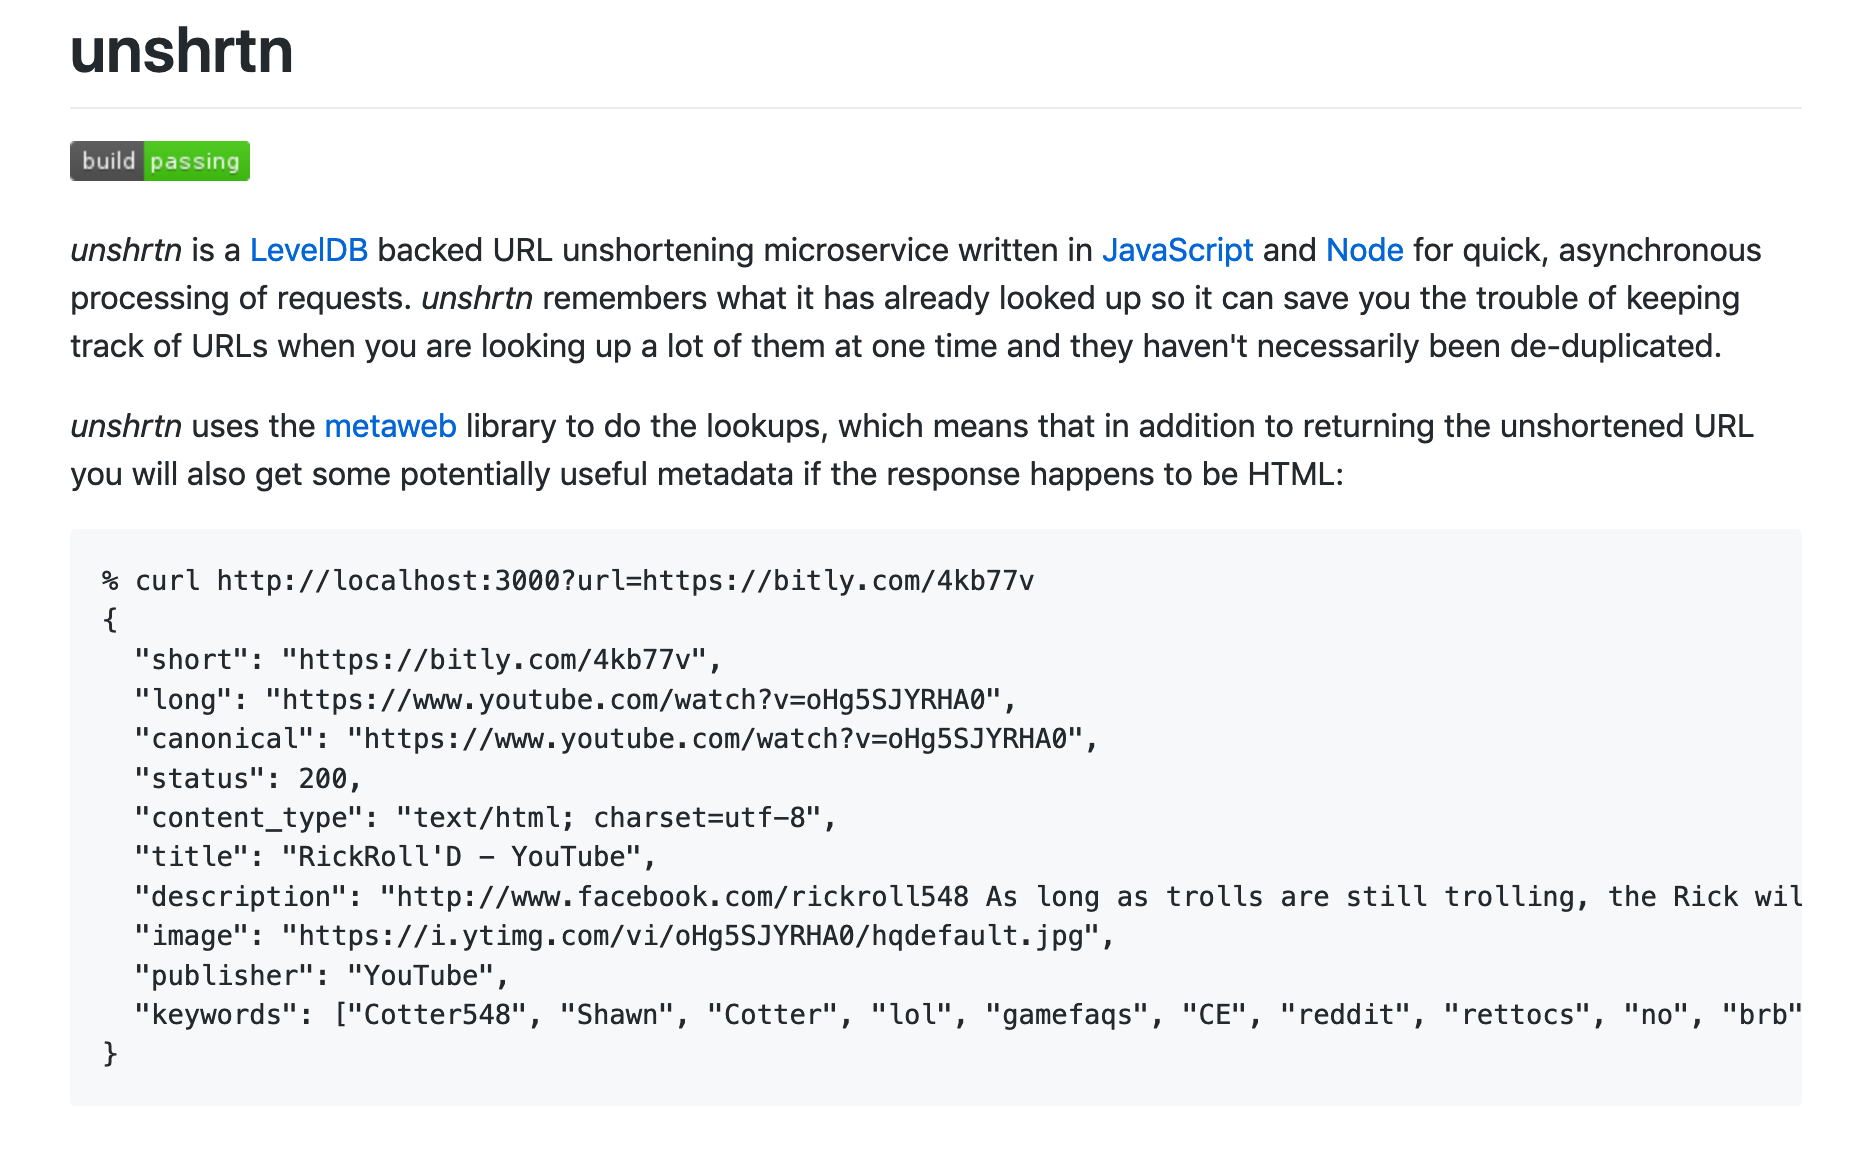 unshrtn
build passing
unshrtn is a LevelDB backed URL unshortening microservice written in JavaScript and Node for quick, asynchronous
processing of requests. unshrtn remembers what it has already looked up so it can save you the trouble of keeping
track of URLs when you are looking up a lot of them at one time and they haven't necessarily been de-duplicated.
unshrtn uses the metaweb library to do the lookups, which means that in addition to returning the unshortened URL
you will also get some potentially useful metadata if the response happens to be HTML:
% curl http://localhost:3000?url=https://bitly.com/4kb77v
{
  "short": "https://bitly.com/4kb77v",
  "long": "https://www.youtube.com/watch?v=oHg5SJYRHA0",
  "canonical": "https://www.youtube.com/watch?v=oHg5SJYRHA0",
  "status": 200,
  "content_type": "text/html; charset=utf-8",
  "title": "RickRoll'D - YouTube",
  "description": "http://www.facebook.com/rickroll548 As long as trolls are still trolling, the Rick wil
  "image": "https://i.ytimg.com/vi/oHg5SJYRHA0/hqdefault.jpg",
  "publisher": "YouTube",
  "keywords": ["Cotter548", "Shawn", "Cotter", "lol", "gamefaqs", "CE", "reddit", "rettocs", "no", "brb"
}